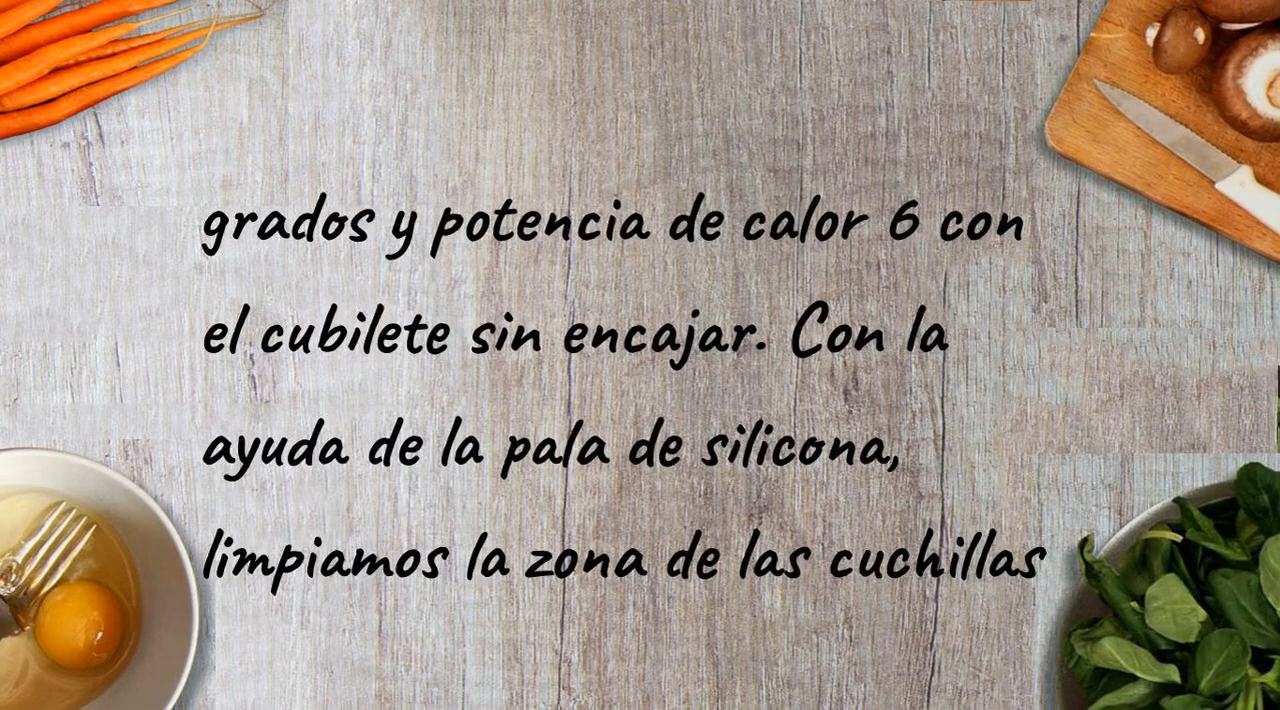 grados y potencia de calor 6 con
el cubilete sin encajar. Con la
ayuda de la pala de silicona,
limpiamos la zona de las cuchillas